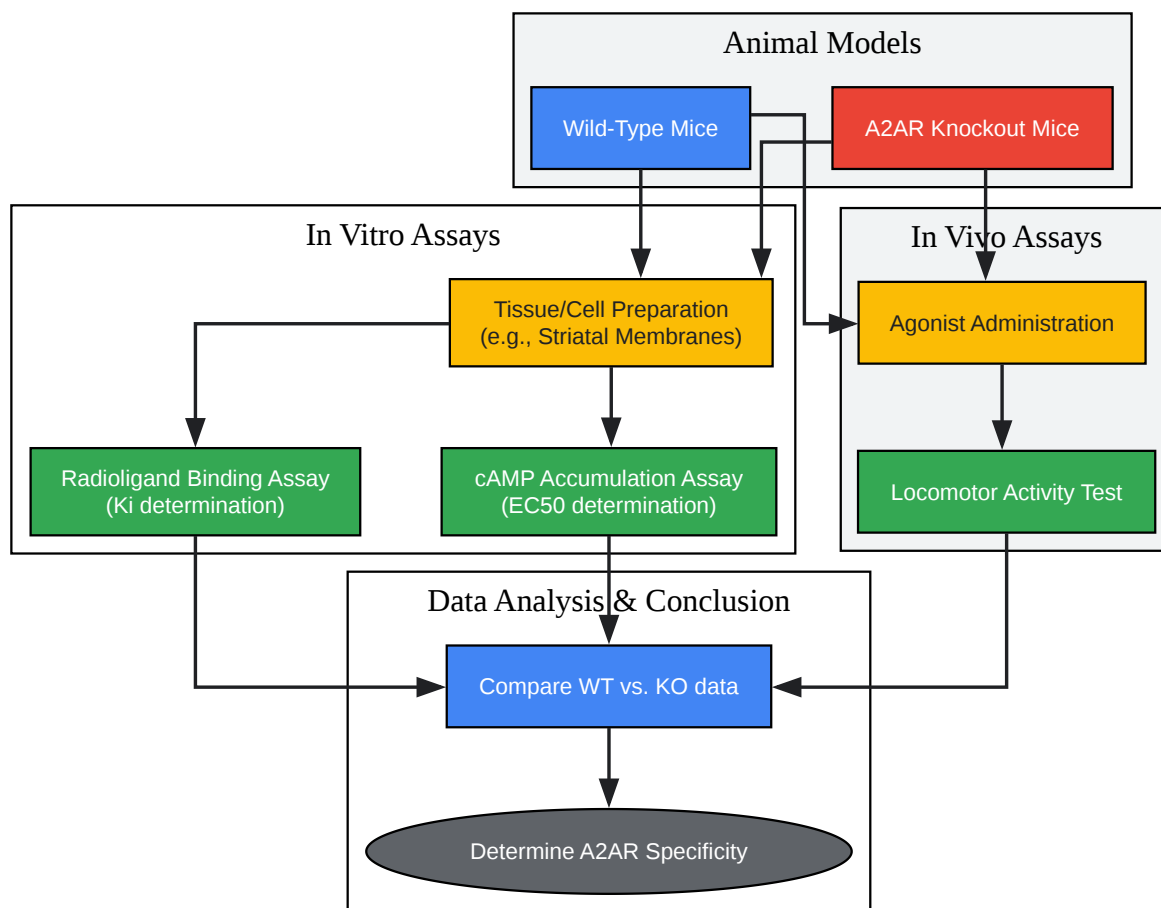 Animal Models
Wild-Type Mice
A2AR Knockout Mice
In Vitro Assays
In Vivo Assays
Tissue/Cell Preparation
(e.g., Striatal Membranes)
Agonist Administration
Radioligand Binding Assay
(Ki determination)
cAMP Accumulation Assay
(EC50 determination)
Locomotor Activity Test
Data Analysis & Conclusion
Compare WT vs. KO data
Determine A2AR Specificity